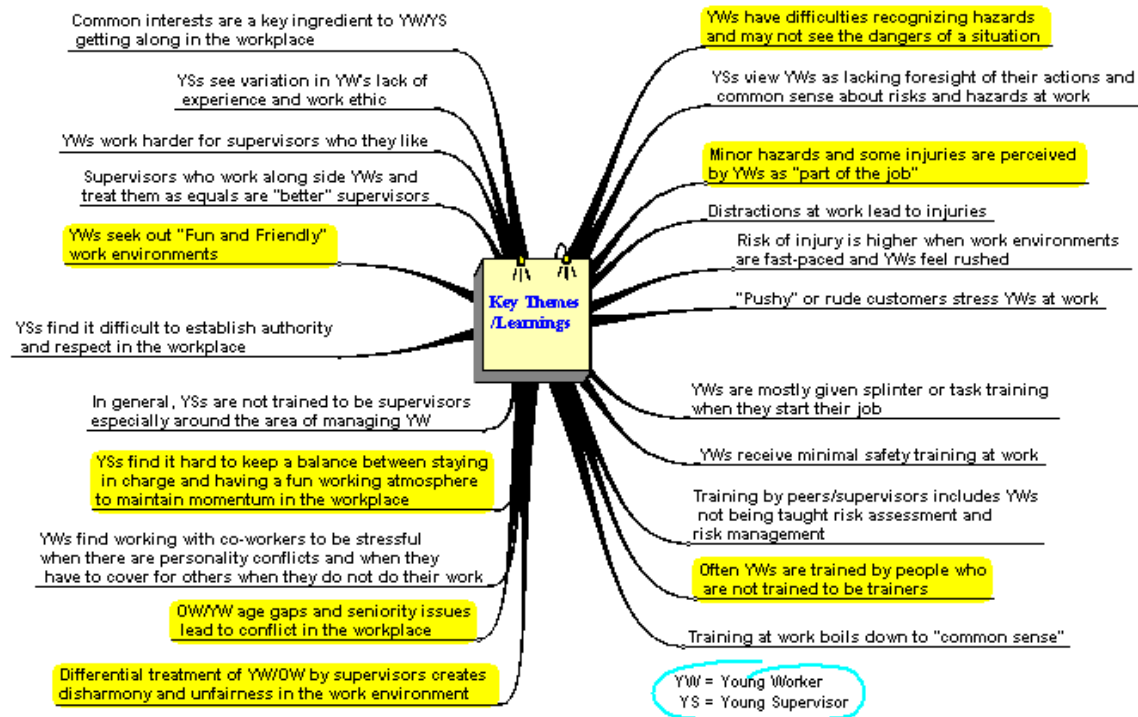 Common interests are a key ingredient to YW/YS
getting along in the workplace
YSs see variation in YW's lack of
experience and work ethic
YWs work harder for supervisors who they like
Supervisors who work along side YWs and
treat them as equals are "better" supervisors
YWs seek out "Fun and Friendly"
work environments
YSs find it difficult to establish authority
and respect in the workplace
In general, YSs are not trained to be supervisors
especially around the area of managing YW
YSs find it hard to keep a balance between staying
in charge and having a fun working atmosphere
to maintain momentum in the workplace
YWs find working with co-workers to be stressful
when there are personality conflicts and when they
have to cover for others when they do not do their work
OW/YW age gaps and seniority issues
lead to conflict in the workplace
Differential treatment of YW/OW by supervisors creates
disharmony and unfairness in the work environment
Key Themes
/Learnings
YWs have difficulties recognizing hazards
and may not see the dangers of a situation
YSs view YWs as lacking foresight of their actions and
common sense about risks and hazards at work
Minor hazards and some injuries are perceived
by YWs as "part of the job"
Distractions at work lead to injuries
Risk of injury is higher when work environments
are fast-paced and YWs feel rushed
"Pushy" or rude customers stress YWs at work
YWs are mostly given splinter or task training
when they start their job
YWs receive minimal safety training at work
Training by peers/supervisors includes YWs
not being taught risk assessment and
risk management
Often YWs are trained by people who
are not trained to be trainers
Training at work boils down to "common sense"
YW = Young Worker
YS = Young Supervisor